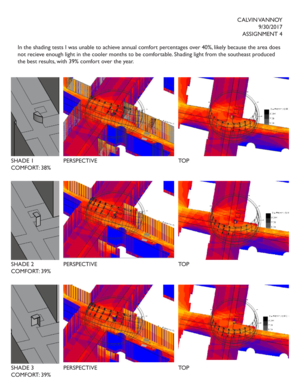 CALVIN VANNOY
9/30/2017
ASSIGNMENT 4
In the shading tests I was unable to achieve annual comfort percentages over 40%, likely because the area does
not recieve enough light in the cooler months to be comfortable. Shading light from the southeast produced
the best results, with 39% comfort over the year.
SHADE 1 PERSPECTIVE TOP
COMFORT: 38%
SHADE 2 PERSPECTIVE TOP
COMFORT: 39%
SHADE 3 PERSPECTIVE TOP
COMFORT: 39%